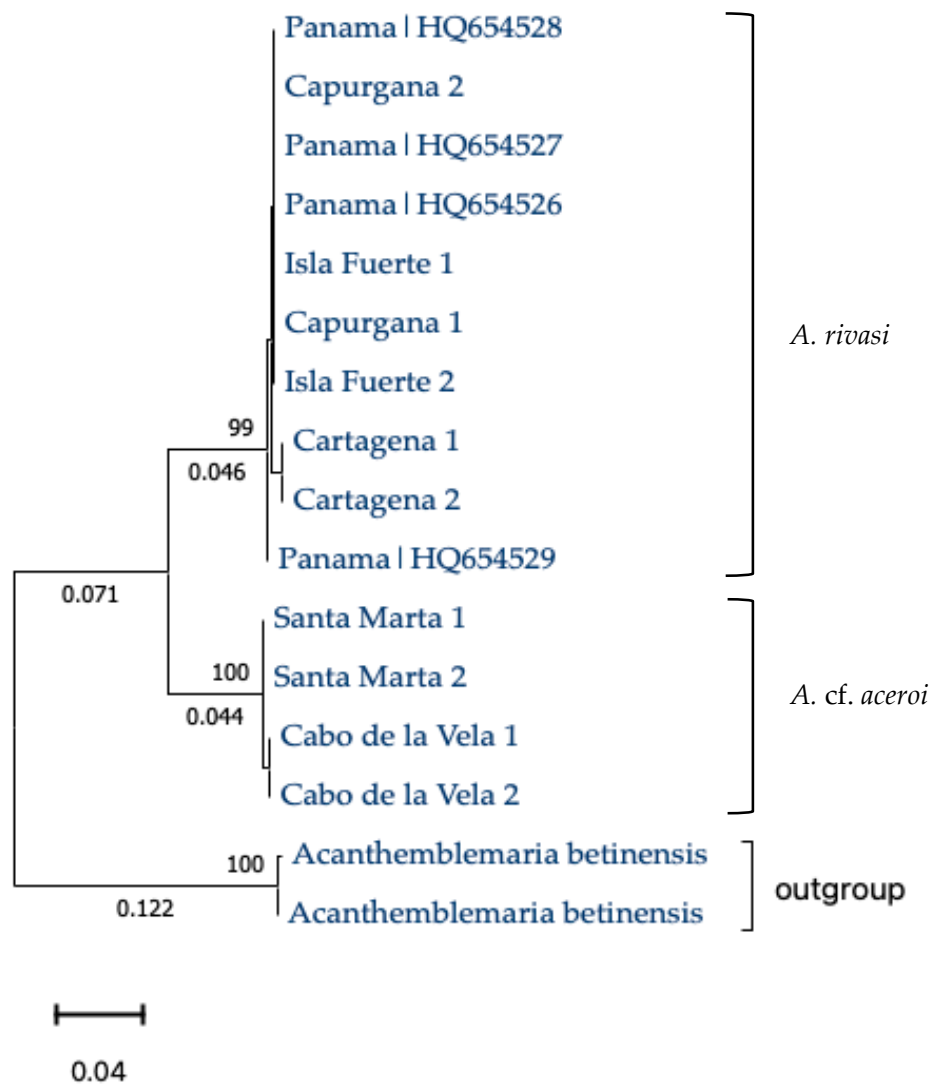 Panama | HQ654528
Capurgana 2
Panama | HQ654527
Panama | HQ654526
Isla Fuerte 1
Capurgana 1
A. rivasi
Isla Fuerte 2
99
Cartagena 1
0.046
Cartagena 2
Panama | HQ654529
0.071
Santa Marta 1
100
Santa Marta 2
A. cf. aceroi
0.044
Cabo de la Vela 1
Cabo de la Vela 2
100
Acanthemblemaria betinensis
outgroup
0.122
Acanthemblemaria betinensis
0.04